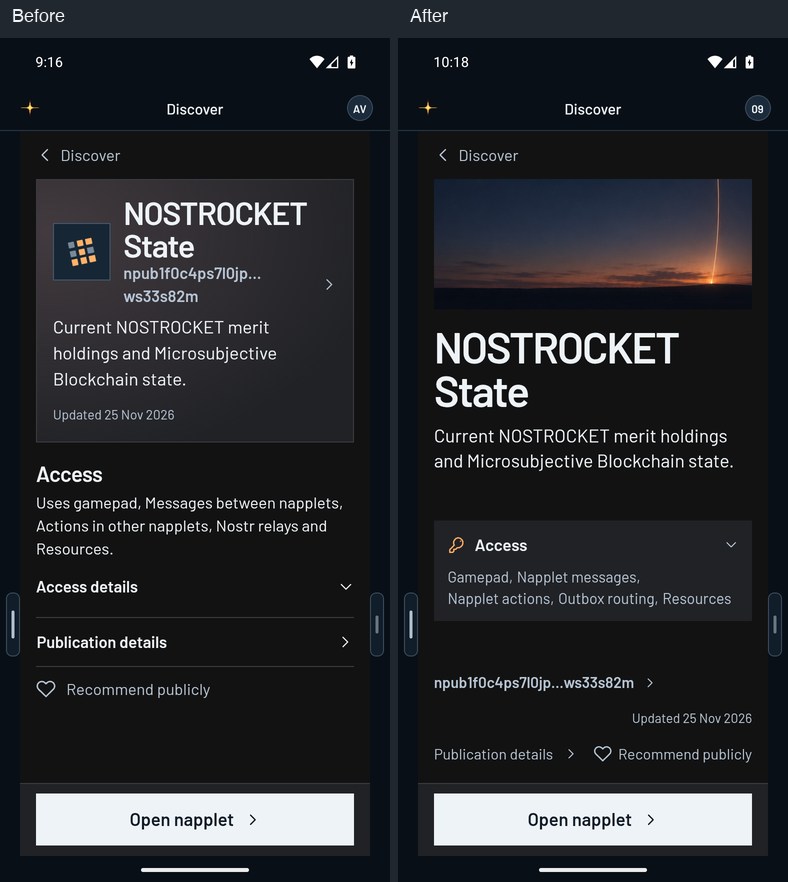 Before
9:16
Discover
AV
Discover
NOSTROCKET
State
npub1f0c4ps7l0jp...
ws33s82m
Current NOSTROCKET merit
holdings and Microsubjective
Blockchain state.
Updated 25 Nov 2026
Access
Uses gamepad, Messages between napplets,
Actions in other napplets, Nostr relays and
Resources.
Access details
Publication details
Recommend publicly
Open napplet
After
10:18
Discover
09
Discover
NOSTROCKET
State
Current NOSTROCKET merit holdings
and Microsubjective Blockchain state.
Access
Gamepad, Napplet messages,
Napplet actions, Outbox routing, Resources
npub1f0c4ps7l0jp...ws33s82m
Updated 25 Nov 2026
Publication details
Recommend publicly
Open napplet